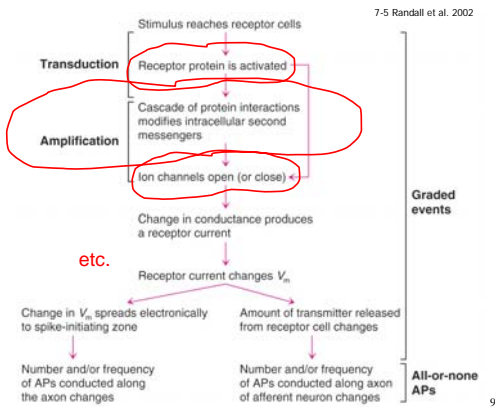 7-5 Randall et al. 2002
Stimulus reaches receptor cells
Transduction
Receptor protein is activated
Cascade of protein interactions
modifies intracellular second
messengers
Amplification
Ion channels open (or close)
Graded
events
Change in conductance produces
a receptor current
etc.
Receptor current changes Vm
Change in Vm spreads electronically
to spike-initiating zone
Amount of transmitter released
from receptor cell changes
Number and/or frequency
of APs conducted along
the axon changes
Number and/or frequency
of APs conducted along axon
of afferent neuron changes
All-or-none
APs
9